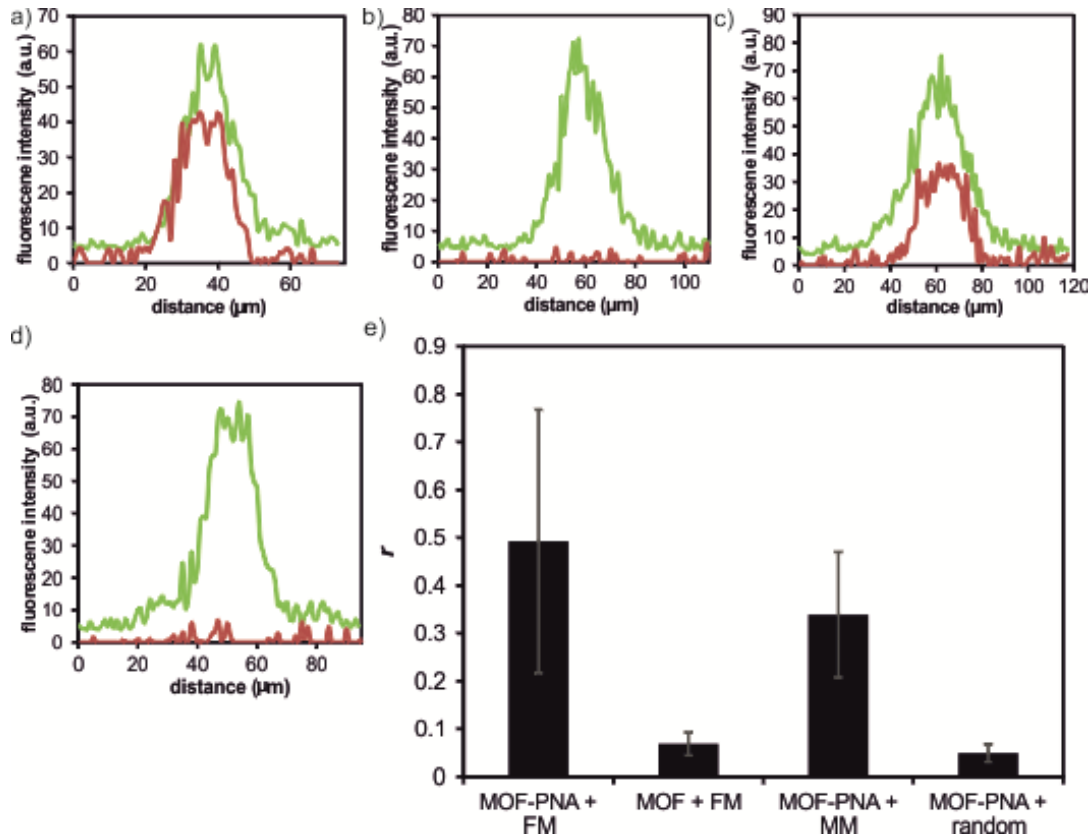 a)
fluorescene intensity (a.u.)
70
60
50
40
30
20
10
0
0 20 40 60
distance (µm)
b)
fluorescene intensity (a.u.)
80
70
60
50
40
30
20
10
0
0 20 40 60 80 100
distance (µm)
c)
fluorescene intensity (a.u.)
90
70
50
30
10
0 20 40 60 80 100 120
distance (µm)
d)
fluorescene intensity (a.u.)
80
70
60
50
40
30
20
10
0
0 20 40 60 80
distance (µm)
e)
r
0.9
0.8
0.7
0.6
0.5
0.4
0.3
0.2
0.1
0
MOF-PNA + FM
MOF + FM
MOF-PNA + MM
MOF-PNA + random